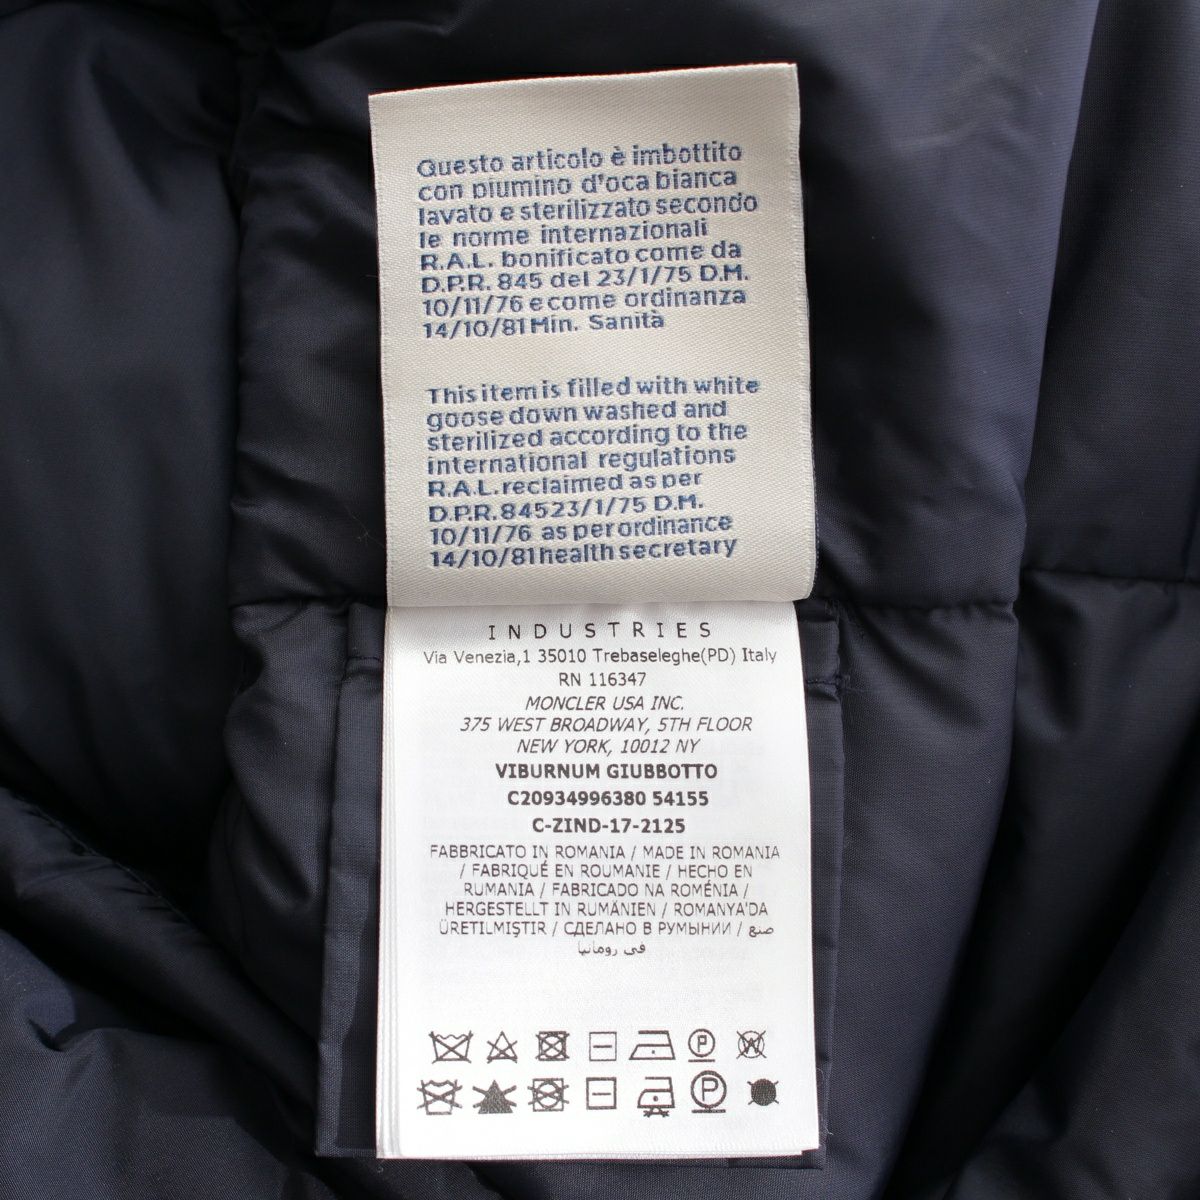 Questo articolo è imbottito
con piumino d'oca bianca
lavato e sterilizzato secondo
le norme internazionali
R.A.L. bonificato come da
D.P.R. 845 del 23/1/75 D.M.
10/11/76 e come ordinanza
14/10/81 Min. Sanità
This item is filled with white
goose down washed and
sterilized according to the
international regulations
R.A.L. reclaimed as per
D.P.R. 84523/1/75 D.M.
10/11/76 as per ordinance
14/10/81 health secretary
INDUSTRIES
Via Venezia,1 35010 Trebaseleghe(PD) Italy
RN 116347
MONCLER USA INC.
375 WEST BROADWAY, 5TH FLOOR
NEW YORK, 10012 NY
VIBURNUM GIUBBOTTO
C20934996380 54155
C-ZIND-17-2125
FABBRICATO IN ROMANIA / MADE IN ROMANIA
/ FABRIQUÉ EN ROUMANIE / HECHO EN
RUMANIA / FABRICADO NA ROMÉNIA /
HERGESTELLT IN RUMÄNIEN / ROMANYA'DA
ÜRETILMIŞTIR / СДЕЛАНО В РУМЫНИИ / صنع
في رومانيا
P W
P